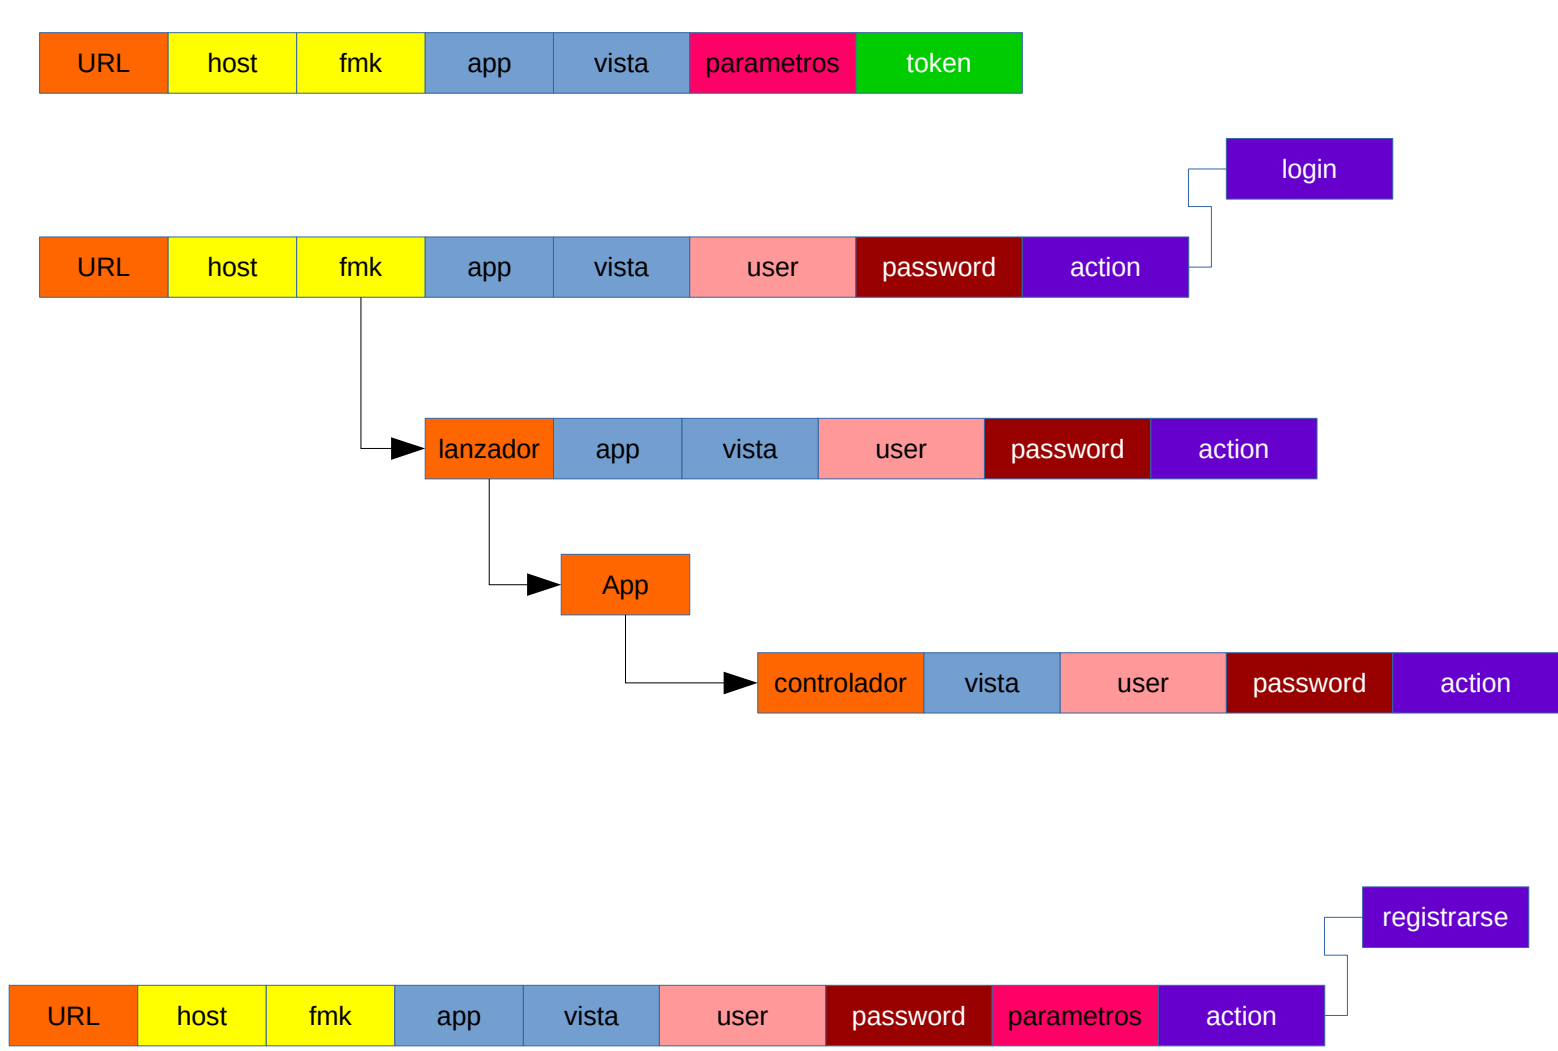 URL host fmk app vista parametros token
login
URL host fmk app vista user password action
lanzador app vista user password action
App
controlador vista user password action
registrarse
URL host fmk app vista user password parametros action